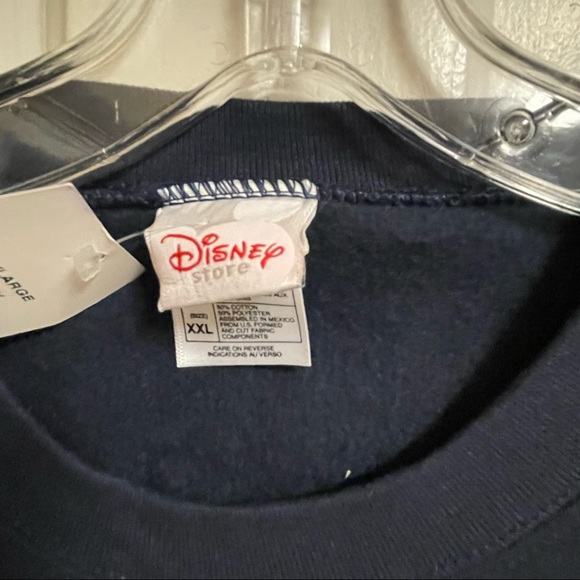 LARGE
Disney
store
(SIZE)
XXL
50% COTTON
50% POLYESTER
ASSEMBLED IN MEXICO
FROM U.S. FORMED
AND CUT FABRIC
COMPONENTS
CARE ON REVERSE
INDICATIONS AU VERSO